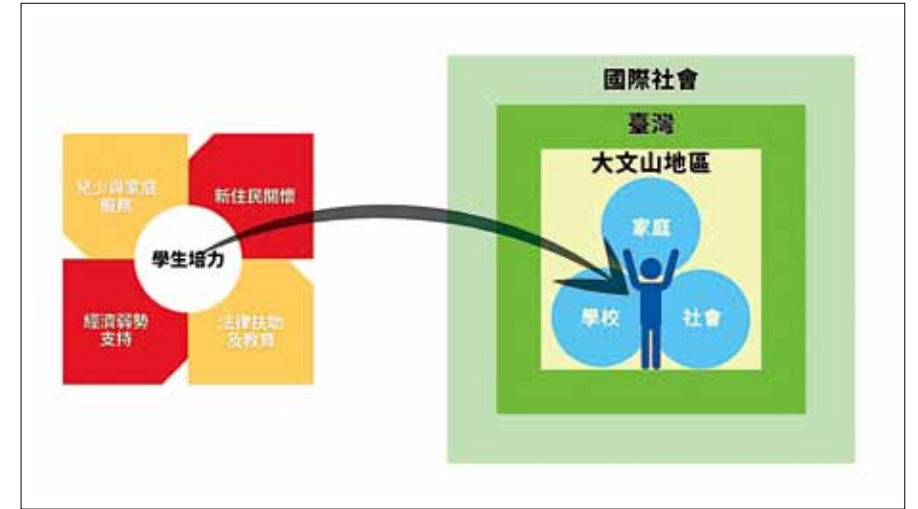 兒少與家庭
服務
新住民關懷
學生培力
經濟弱勢
支持
法律扶助
及教育
國際社會
臺灣
大文山地區
家庭
學校
社會